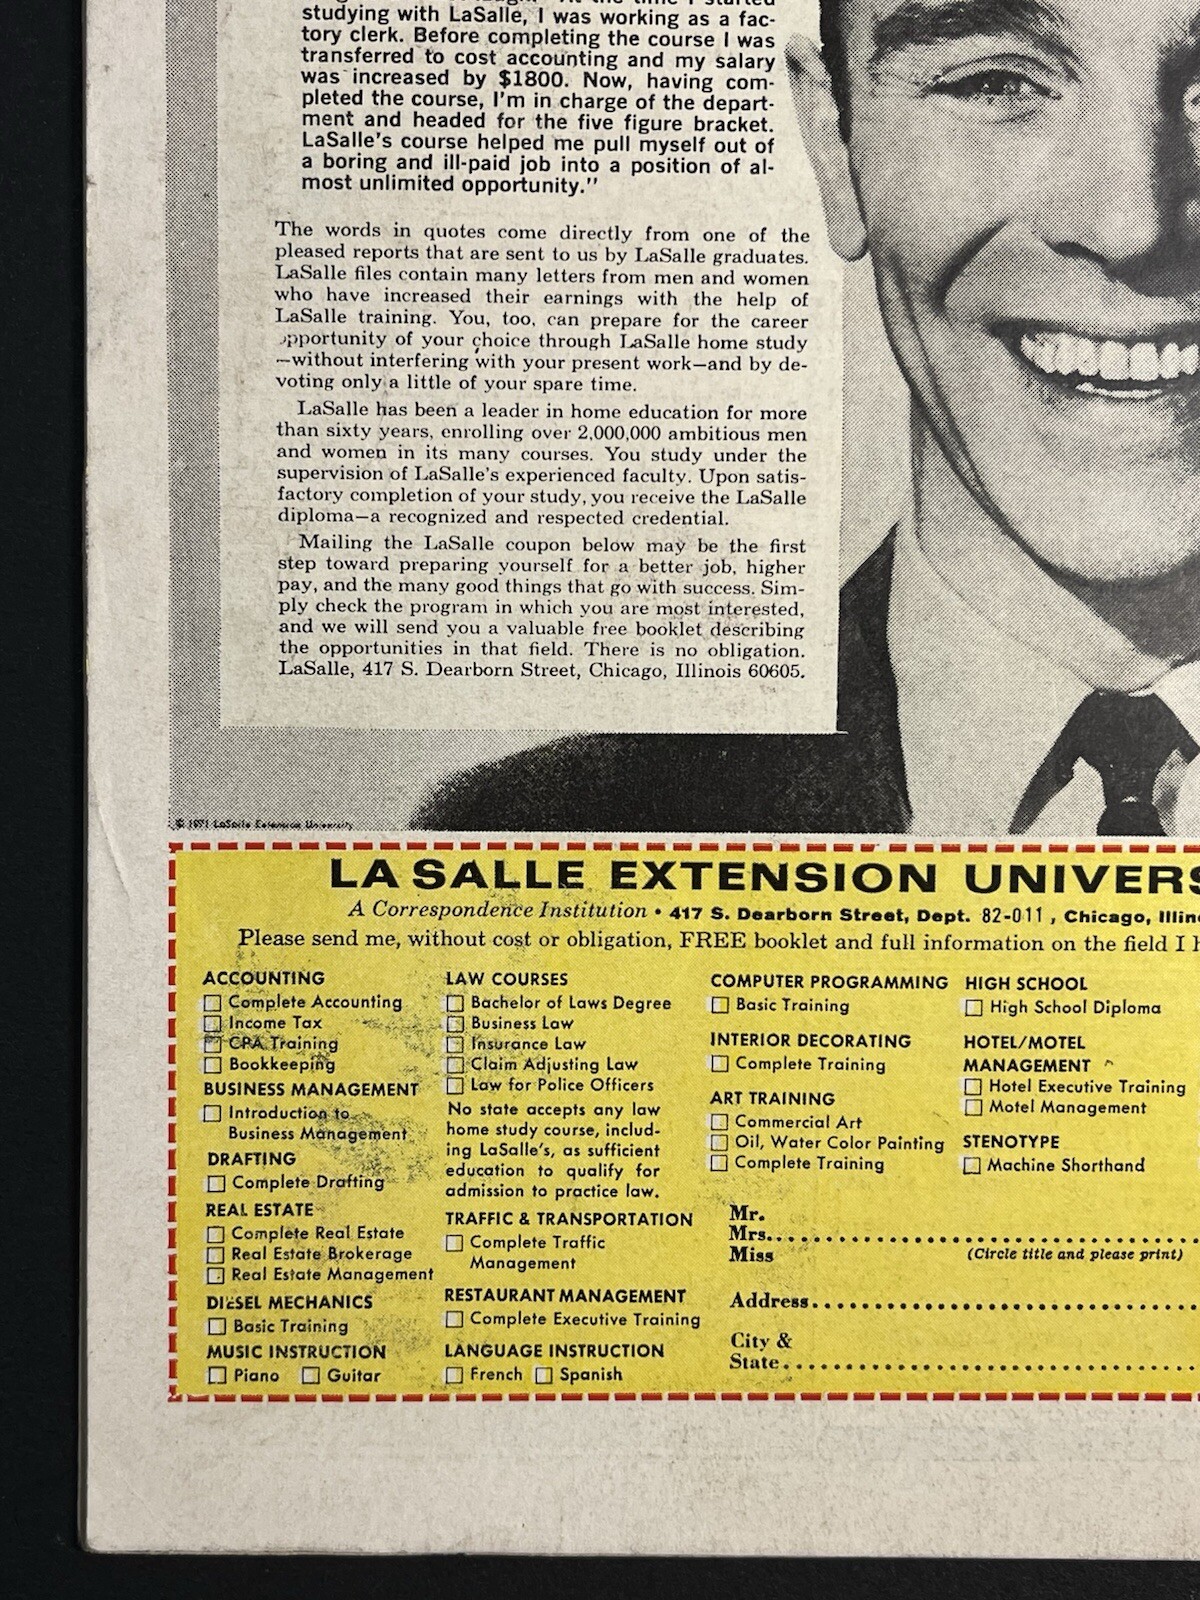 studying with LaSalle, I was working as a fac-
tory clerk. Before completing the course I was
transferred to cost accounting and my salary
was increased by $1800. Now, having com-
pleted the course, I'm in charge of the depart-
ment and headed for the five figure bracket.
LaSalle's course helped me pull myself out of
a boring and ill-paid job into a position of al-
most unlimited opportunity."
The words in quotes come directly from one of the
pleased reports that are sent to us by LaSalle graduates.
LaSalle files contain many letters from men and women
who have increased their earnings with the help of
LaSalle training. You, too, can prepare for the career
opportunity of your choice through LaSalle home study
—without interfering with your present work—and by de-
voting only a little of your spare time.
LaSalle has been a leader in home education for more
than sixty years, enrolling over 2,000,000 ambitious men
and women in its many courses. You study under the
supervision of LaSalle's experienced faculty. Upon satis-
factory completion of your study, you receive the LaSalle
diploma—a recognized and respected credential.
Mailing the LaSalle coupon below may be the first
step toward preparing yourself for a better job, higher
pay, and the many good things that go with success. Sim-
ply check the program in which you are most interested,
and we will send you a valuable free booklet describing
the opportunities in that field. There is no obligation.
LaSalle, 417 S. Dearborn Street, Chicago, Illinois 60605.
© 1971 LaSalle Extension University
LA SALLE EXTENSION UNIVERS
A Correspondence Institution • 417 S. Dearborn Street, Dept. 82-011, Chicago, Illin
Please send me, without cost or obligation, FREE booklet and full information on the field I h
ACCOUNTING
Complete Accounting
Income Tax
CPA Training
Bookkeeping
BUSINESS MANAGEMENT
Introduction to
Business Management
DRAFTING
Complete Drafting
REAL ESTATE
Complete Real Estate
Real Estate Brokerage
Real Estate Management
DIESEL MECHANICS
Basic Training
MUSIC INSTRUCTION
Piano Guitar
LAW COURSES
Bachelor of Laws Degree
Business Law
Insurance Law
Claim Adjusting Law
Law for Police Officers
No state accepts any law
home study course, includ-
ing LaSalle's, as sufficient
education to qualify for
admission to practice law.
TRAFFIC & TRANSPORTATION
Complete Traffic
Management
RESTAURANT MANAGEMENT
Complete Executive Training
LANGUAGE INSTRUCTION
French Spanish
COMPUTER PROGRAMMING
Basic Training
INTERIOR DECORATING
Complete Training
ART TRAINING
Commercial Art
Oil, Water Color Painting
Complete Training
HIGH SCHOOL
High School Diploma
HOTEL/MOTEL
MANAGEMENT
Hotel Executive Training
Motel Management
STENOTYPE
Machine Shorthand
Mr.
Mrs.
Miss
(Circle title and please print)
Address
City &
State